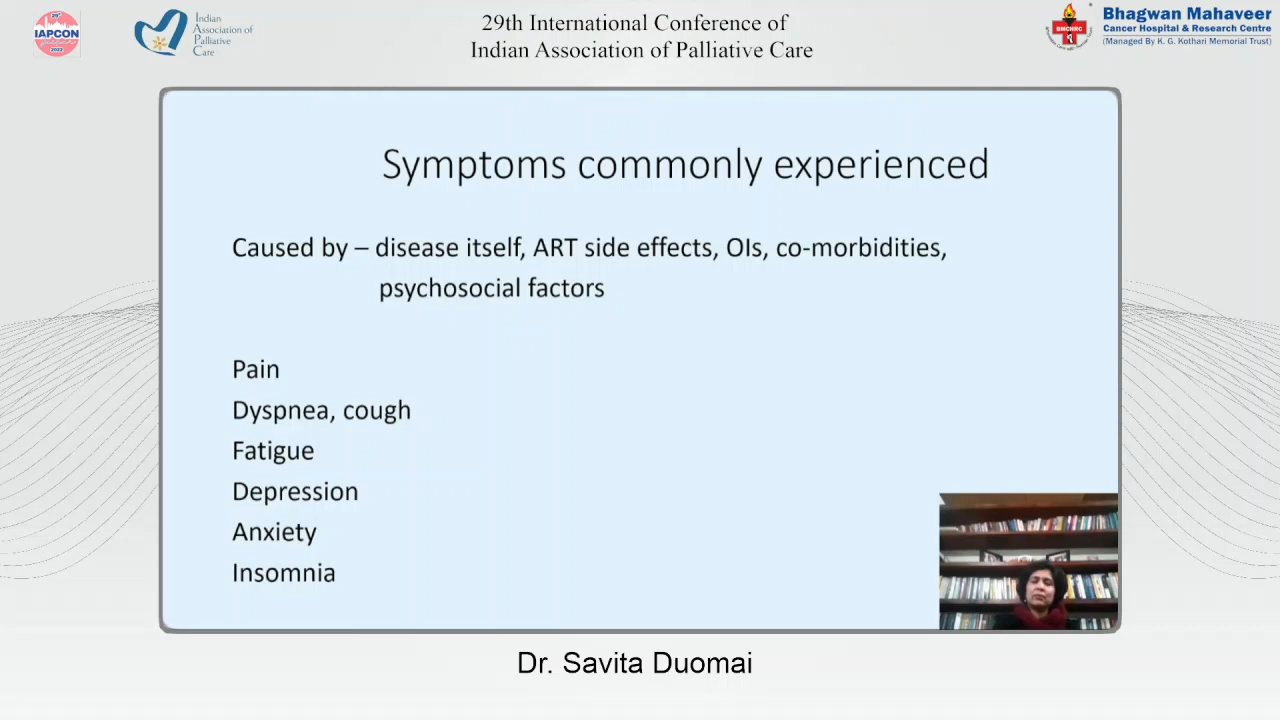 29th
IAPCON
2022
Indian
Association of
Palliative
Care
29th International Conference of
Indian Association of Palliative Care
BMCHRC
Bhagwan Mahaveer
Cancer Hospital & Research Centre
(Managed By K. G. Kothari Memorial Trust)
Symptoms commonly experienced
Caused by – disease itself, ART side effects, OIs, co-morbidities,
psychosocial factors
Pain
Dyspnea, cough
Fatigue
Depression
Anxiety
Insomnia
Dr. Savita Duomai